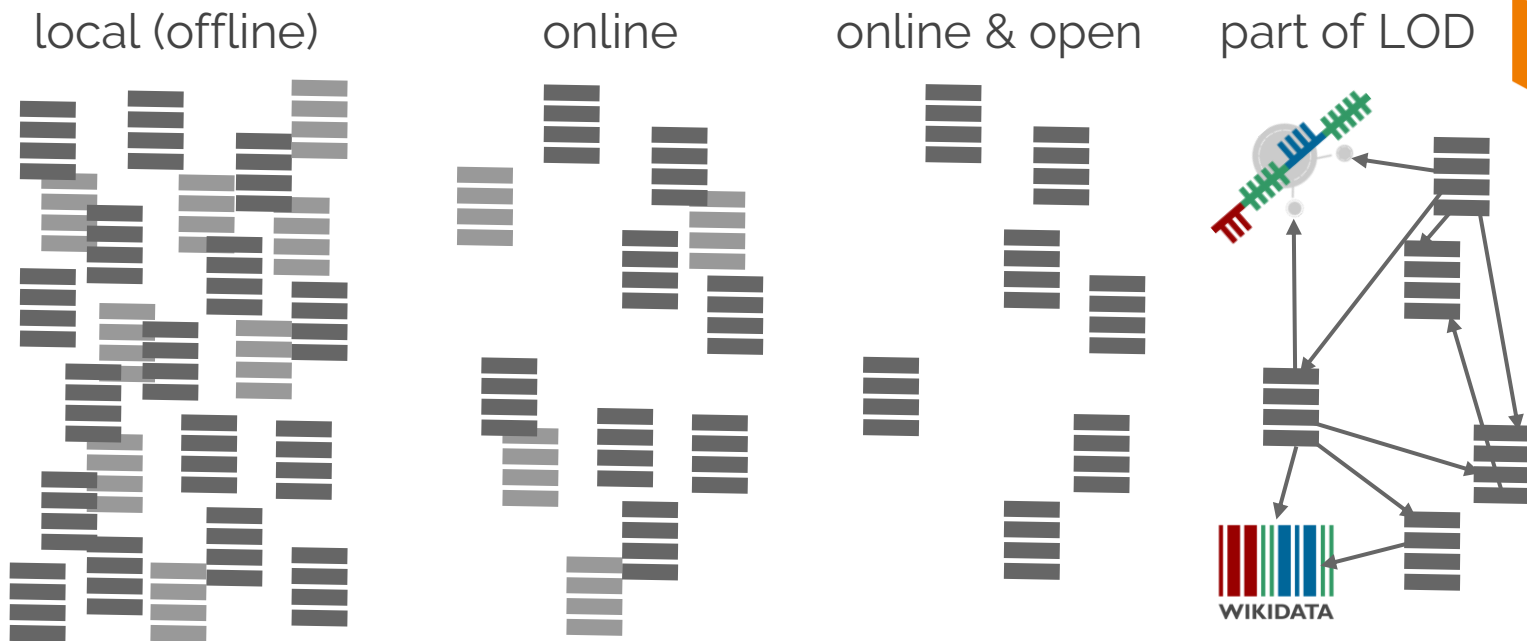 local (offline)
online
online & open
part of LOD
WIKIDATA